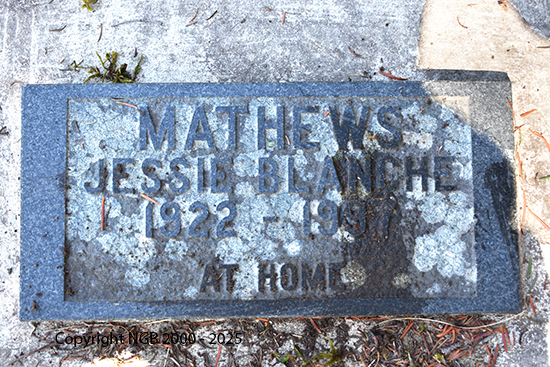 MATHEWS
JESSIE BLANCHE
1922 - 1997
AT HOME
Copyright NGB 2000 - 2025